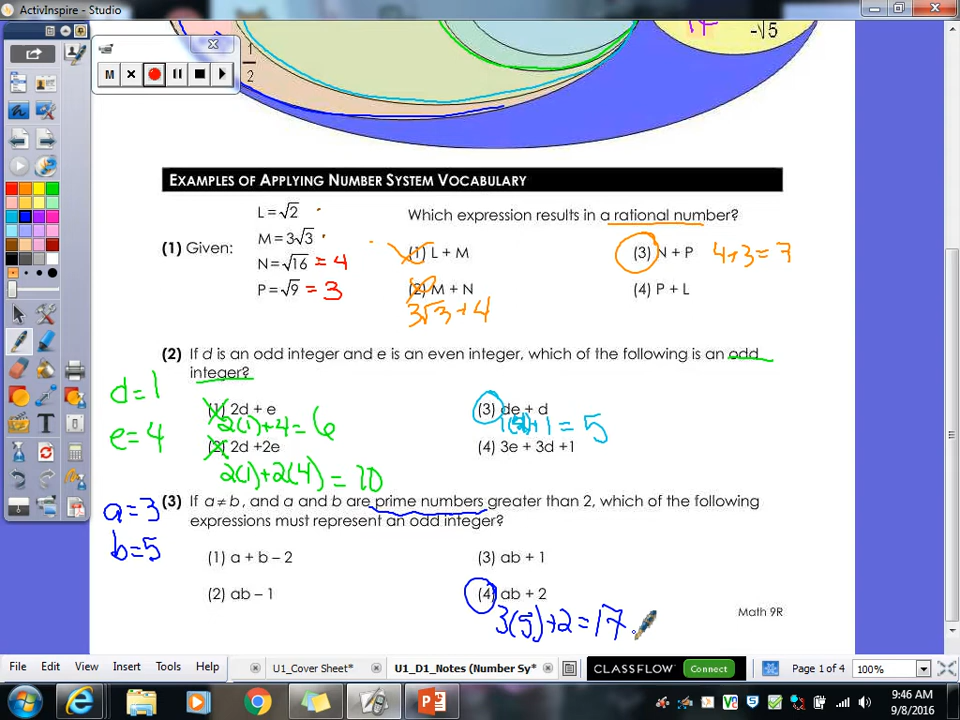 ActivInspire - Studio
1
2
π
-√5
M
EXAMPLES OF APPLYING NUMBER SYSTEM VOCABULARY
L = √2
Which expression results in a rational number?
M = 3√3
(1) Given:
(1) L + M
(3) N + P 4+3=7
N = √16 = 4
P = √9 = 3
(2) M + N
(4) P + L
3√3 + 4
(2) If d is an odd integer and e is an even integer, which of the following is an odd
integer?
d=1
(1) 2d + e
(3) de + d
2(1)+4=6
+1 = 5
e=4
(2) 2d +2e
(4) 3e + 3d +1
2(1)+2(4) = 10
a=3
(3) If a ≠ b, and a and b are prime numbers greater than 2, which of the following
expressions must represent an odd integer?
b=5
(1) a + b – 2
(3) ab + 1
(2) ab – 1
(4) ab + 2
Math 9R
3(5)+2=17
File Edit View Insert Tools Help
U1_Cover Sheet*
U1_D1_Notes (Number Sy*
CLASSFLOW
Connect
Page 1 of 4
100%
9:46 AM
9/8/2016